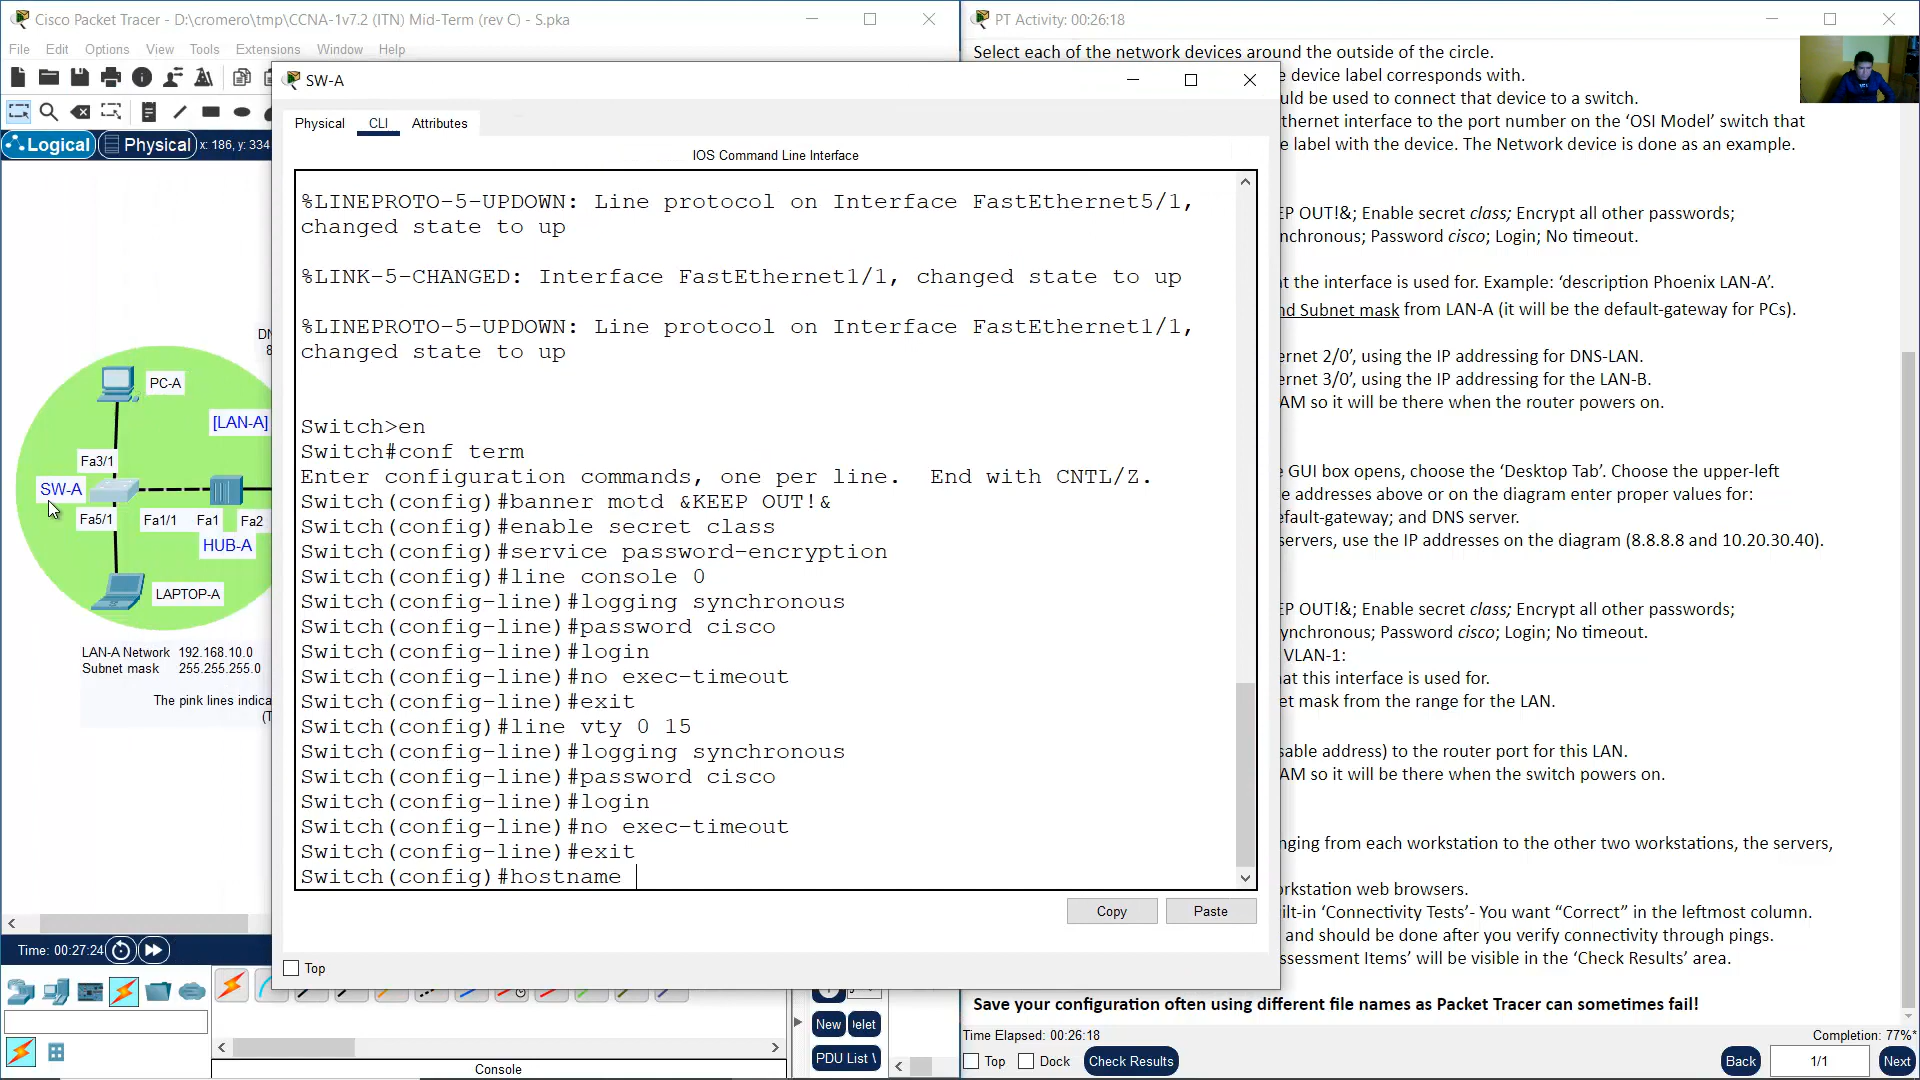 Cisco Packet Tracer - D:\cromero\tmp\CCNA-1v7.2 (ITN) Mid-Term (rev C) - S.pka
File Edit Options View Tools Extensions Window Help
Logical Physical x: 186, y: 334
PC-A
[LAN-A]
Fa3/1
SW-A
Fa5/1 Fa1/1 Fa1 Fa2
HUB-A
LAPTOP-A
LAN-A Network 192.168.10.0
Subnet mask 255.255.255.0
The pink lines indica
Time: 00:27:24
SW-A
Physical CLI Attributes
IOS Command Line Interface
%LINEPROTO-5-UPDOWN: Line protocol on Interface FastEthernet5/1,
changed state to up
%LINK-5-CHANGED: Interface FastEthernet1/1, changed state to up
%LINEPROTO-5-UPDOWN: Line protocol on Interface FastEthernet1/1,
changed state to up
Switch>en
Switch#conf term
Enter configuration commands, one per line. End with CNTL/Z.
Switch(config)#banner motd &KEEP OUT!&
Switch(config)#enable secret class
Switch(config)#service password-encryption
Switch(config)#line console 0
Switch(config-line)#logging synchronous
Switch(config-line)#password cisco
Switch(config-line)#login
Switch(config-line)#no exec-timeout
Switch(config-line)#exit
Switch(config)#line vty 0 15
Switch(config-line)#logging synchronous
Switch(config-line)#password cisco
Switch(config-line)#login
Switch(config-line)#no exec-timeout
Switch(config-line)#exit
Switch(config)#hostname
Copy Paste
Top
New
PDU List
Console
PT Activity: 00:26:18
Select each of the network devices around the outside of the circle.
e device label corresponds with.
uld be used to connect that device to a switch.
thernet interface to the port number on the ‘OSI Model’ switch that
e label with the device. The Network device is done as an example.
EP OUT!&; Enable secret class; Encrypt all other passwords;
nchronous; Password cisco; Login; No timeout.
t the interface is used for. Example: ‘description Phoenix LAN-A’.
nd Subnet mask from LAN-A (it will be the default-gateway for PCs).
ernet 2/0’, using the IP addressing for DNS-LAN.
ernet 3/0’, using the IP addressing for the LAN-B.
AM so it will be there when the router powers on.
e GUI box opens, choose the ‘Desktop Tab’. Choose the upper-left
e addresses above or on the diagram enter proper values for:
efault-gateway; and DNS server.
servers, use the IP addresses on the diagram (8.8.8.8 and 10.20.30.40).
EP OUT!&; Enable secret class; Encrypt all other passwords;
ynchronous; Password cisco; Login; No timeout.
VLAN-1:
at this interface is used for.
et mask from the range for the LAN.
sable address) to the router port for this LAN.
AM so it will be there when the switch powers on.
nging from each workstation to the other two workstations, the servers,
orkstation web browsers.
ilt-in ‘Connectivity Tests’- You want “Correct” in the leftmost column.
and should be done after you verify connectivity through pings.
ssessment Items’ will be visible in the ‘Check Results’ area.
Save your configuration often using different file names as Packet Tracer can sometimes fail!
Time Elapsed: 00:26:18 Completion: 77%*
Top Dock Check Results Back 1/1 Next